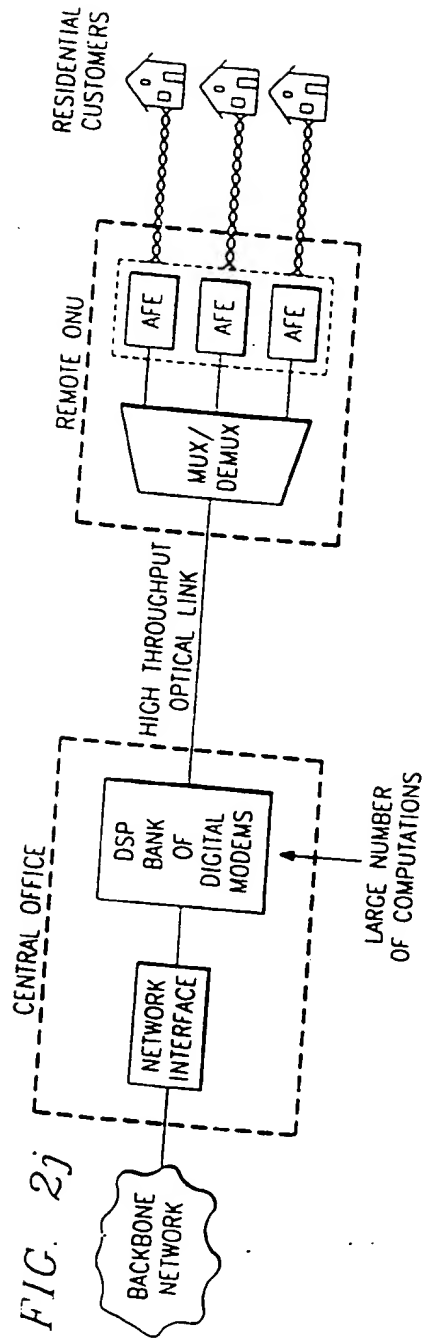 FIG. 2j
BACKBONE
NETWORK
CENTRAL OFFICE
NETWORK
INTERFACE
DSP
BANK
OF
DIGITAL
MODEMS
LARGE NUMBER
OF COMPUTATIONS
HIGH THROUGHPUT
OPTICAL LINK
REMOTE ONU
MUX/
DEMUX
AFE
AFE
AFE
RESIDENTIAL
CUSTOMERS